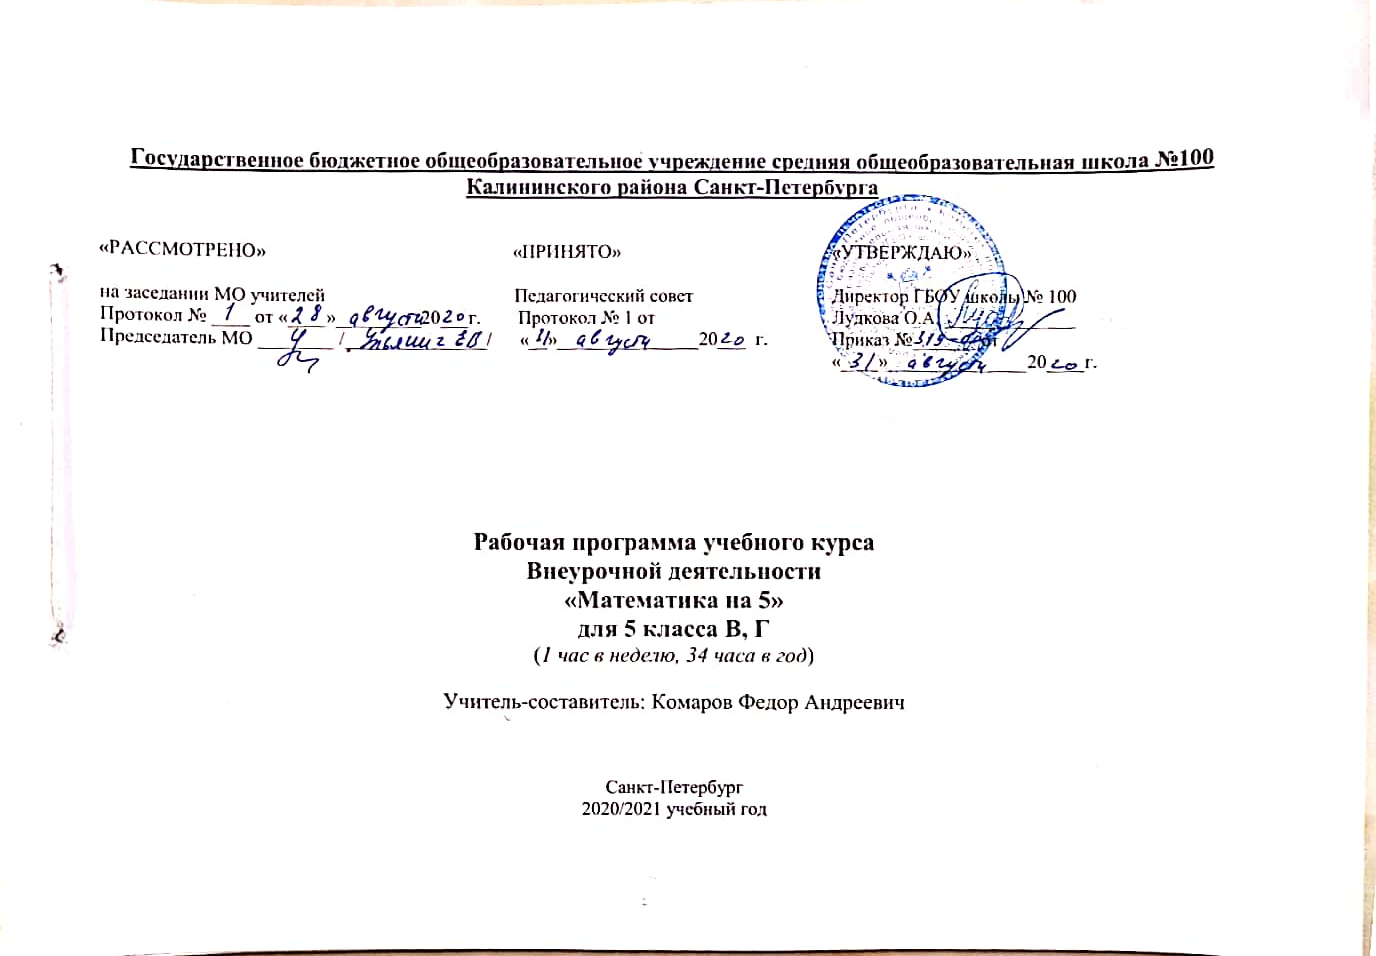 Государственное бюджетное общеобразовательное учреждение средняя общеобразовательная школа №100
Калининского района Санкт-Петербурга
«РАССМОТРЕНО»
на заседании МО учителей
Протокол № 1 от «28» августа 2020 г.
Председатель МО / ЕВ /
«ПРИНЯТО»
Педагогический совет
Протокол № 1 от
« » августа 2020 г.
«УТВЕРЖДАЮ»
Директор ГБОУ школы № 100
Лудкова О.А.
Приказ № от
«31» августа 2020 г.
Рабочая программа учебного курса
Внеурочной деятельности
«Математика на 5»
для 5 класса В, Г
(1 час в неделю, 34 часа в год)
Учитель-составитель: Комаров Федор Андреевич
Санкт-Петербург
2020/2021 учебный год